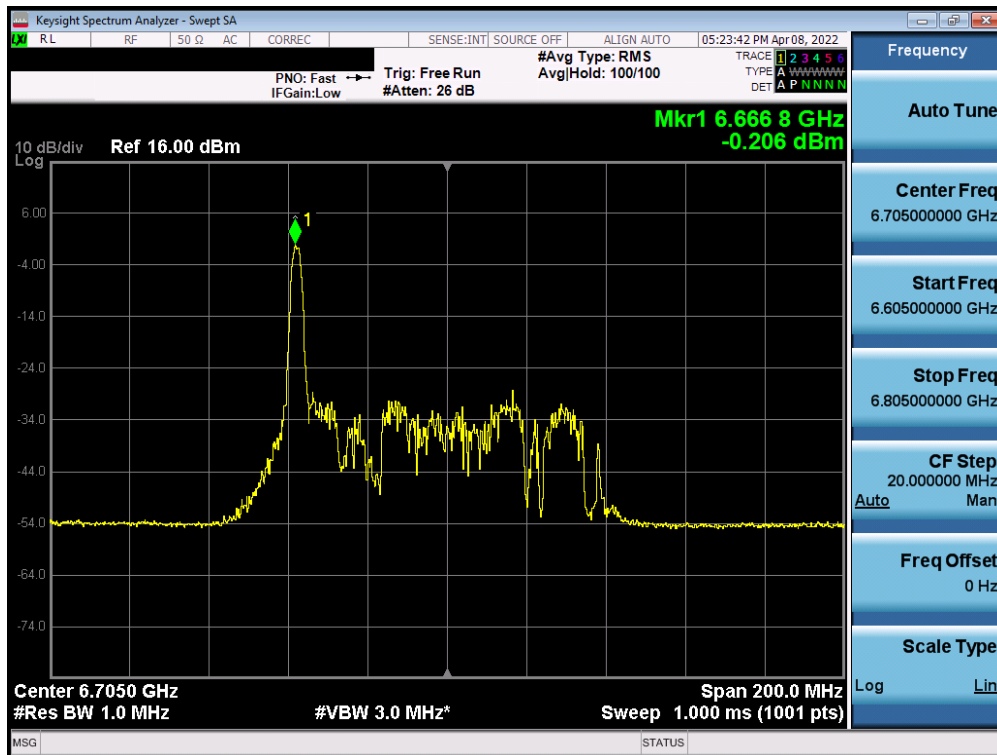 Keysight Spectrum Analyzer - Swept SA
LXI RL RF 50 Ω AC CORREC SENSE:INT SOURCE OFF ALIGN AUTO 05:23:42 PM Apr 08, 2022
#Avg Type: RMS TRACE 1 2 3 4 5 6
PNO: Fast Trig: Free Run Avg|Hold: 100/100 TYPE A WWWWW
IFGain:Low #Atten: 26 dB DET A P N N N N
Mkr1 6.666 8 GHz
-0.206 dBm
10 dB/div Ref 16.00 dBm
Log
1
6.00
-4.00
-14.0
-24.0
-34.0
-44.0
-54.0
-64.0
-74.0
Center 6.7050 GHz Span 200.0 MHz
#Res BW 1.0 MHz #VBW 3.0 MHz* Sweep 1.000 ms (1001 pts)
MSG STATUS
Frequency
Auto Tune
Center Freq
6.705000000 GHz
Start Freq
6.605000000 GHz
Stop Freq
6.805000000 GHz
CF Step
20.000000 MHz
Auto Man
Freq Offset
0 Hz
Scale Type
Log Lin